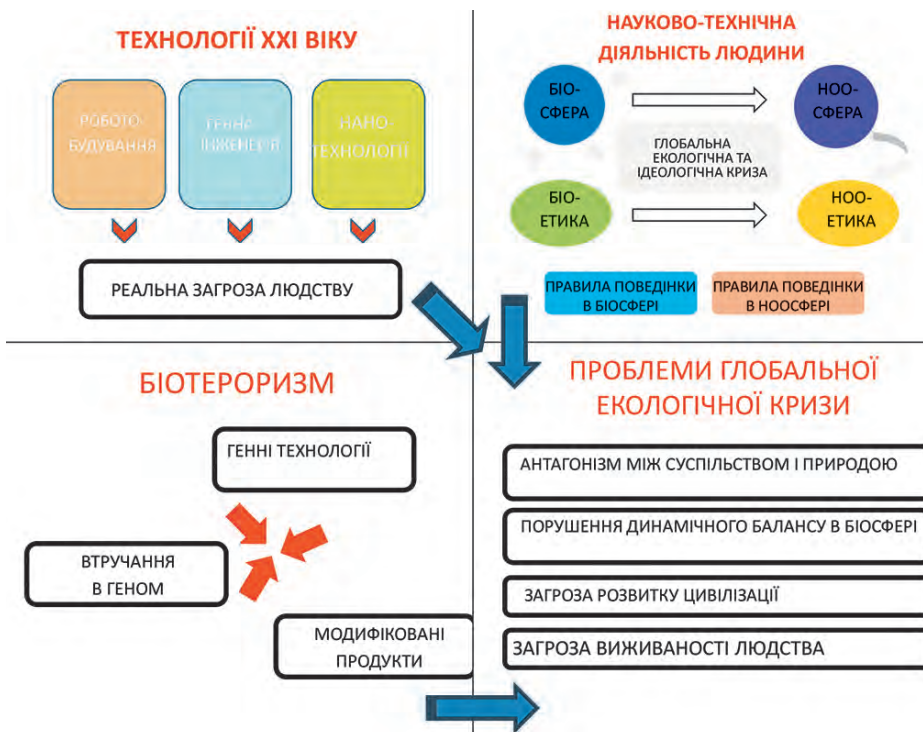 ТЕХНОЛОГІЇ XXI ВІКУ
РОБОТО-
БУДУВАННЯ
ГЕННА
ІНЖЕНЕРІЯ
НАНО-
ТЕХНОЛОГІЇ
РЕАЛЬНА ЗАГРОЗА ЛЮДСТВУ
НАУКОВО-ТЕХНІЧНА
ДІЯЛЬНІСТЬ ЛЮДИНИ
БІО-
СФЕРА
НОО-
СФЕРА
ГЛОБАЛЬНА
ЕКОЛОГІЧНА ТА
ІДЕОЛОГІЧНА КРИЗА
БІО-
ЕТИКА
НОО-
ЕТИКА
ПРАВИЛА ПОВЕДІНКИ
В БІОСФЕРІ
ПРАВИЛА ПОВЕДІНКИ
В НООСФЕРІ
БІОТЕРОРИЗМ
ГЕННІ ТЕХНОЛОГІЇ
ВТРУЧАННЯ
В ГЕНОМ
МОДИФІКОВАНІ
ПРОДУКТИ
ПРОБЛЕМИ ГЛОБАЛЬНОЇ
ЕКОЛОГІЧНОЇ КРИЗИ
АНТАГОНІЗМ МІЖ СУСПІЛЬСТВОМ І ПРИРОДОЮ
ПОРУШЕННЯ ДИНАМІЧНОГО БАЛАНСУ В БІОСФЕРІ
ЗАГРОЗА РОЗВИТКУ ЦИВІЛІЗАЦІЇ
ЗАГРОЗА ВИЖИВАНОСТІ ЛЮДСТВА